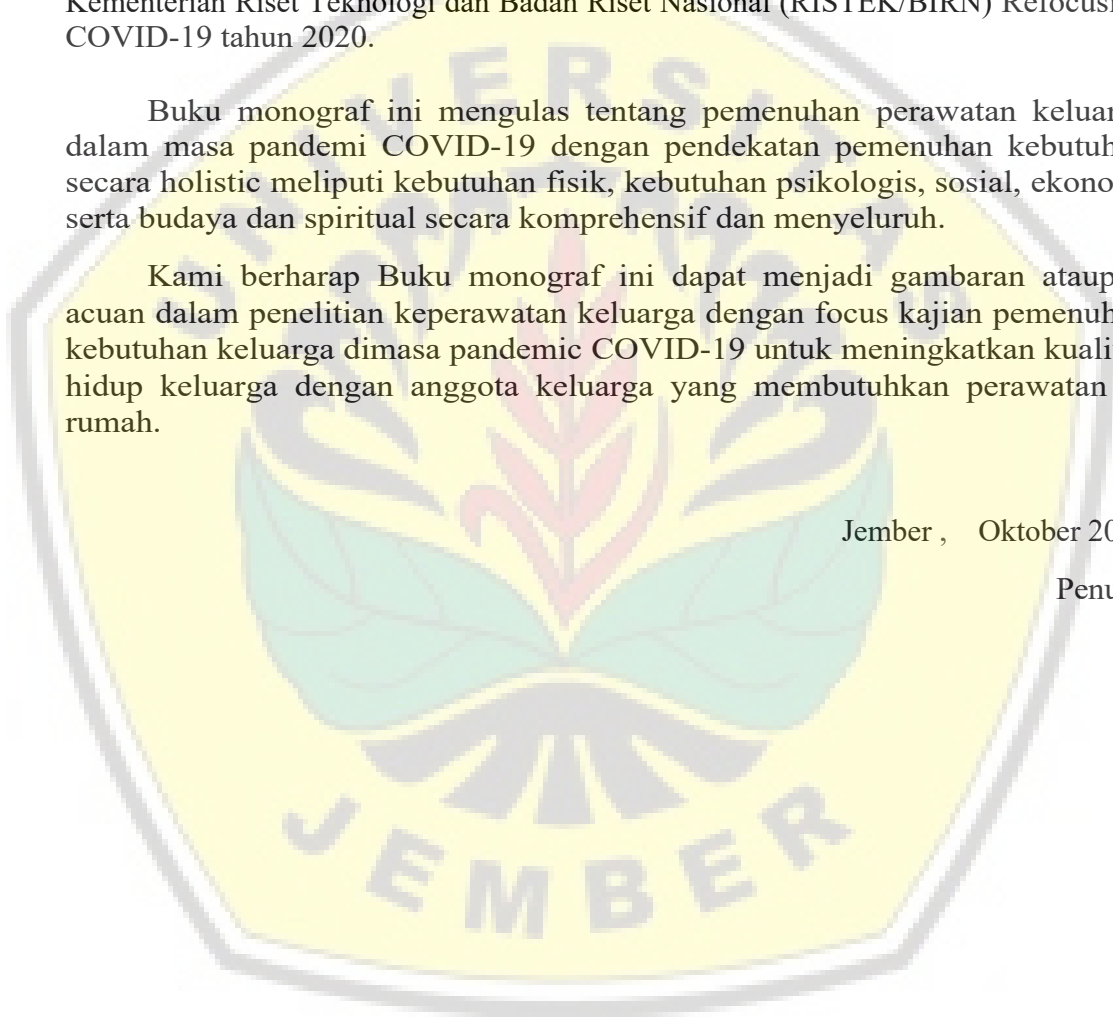 Kementerian Riset Teknologi dan Badan Riset Nasional (RISTEK/BIRN) Refocusi
COVID-19 tahun 2020.
Buku monograf ini mengulas tentang pemenuhan perawatan keluar
dalam masa pandemi COVID-19 dengan pendekatan pemenuhan kebutuh
secara holistic meliputi kebutuhan fisik, kebutuhan psikologis, sosial, ekono
serta budaya dan spiritual secara komprehensif dan menyeluruh.
Kami berharap Buku monograf ini dapat menjadi gambaran ataup
acuan dalam penelitian keperawatan keluarga dengan focus kajian pemenuh
kebutuhan keluarga dimasa pandemic COVID-19 untuk meningkatkan kuali
hidup keluarga dengan anggota keluarga yang membutuhkan perawatan
rumah.
Jember , Oktober 20
Penu
UNIVERSITAS
JEMBER